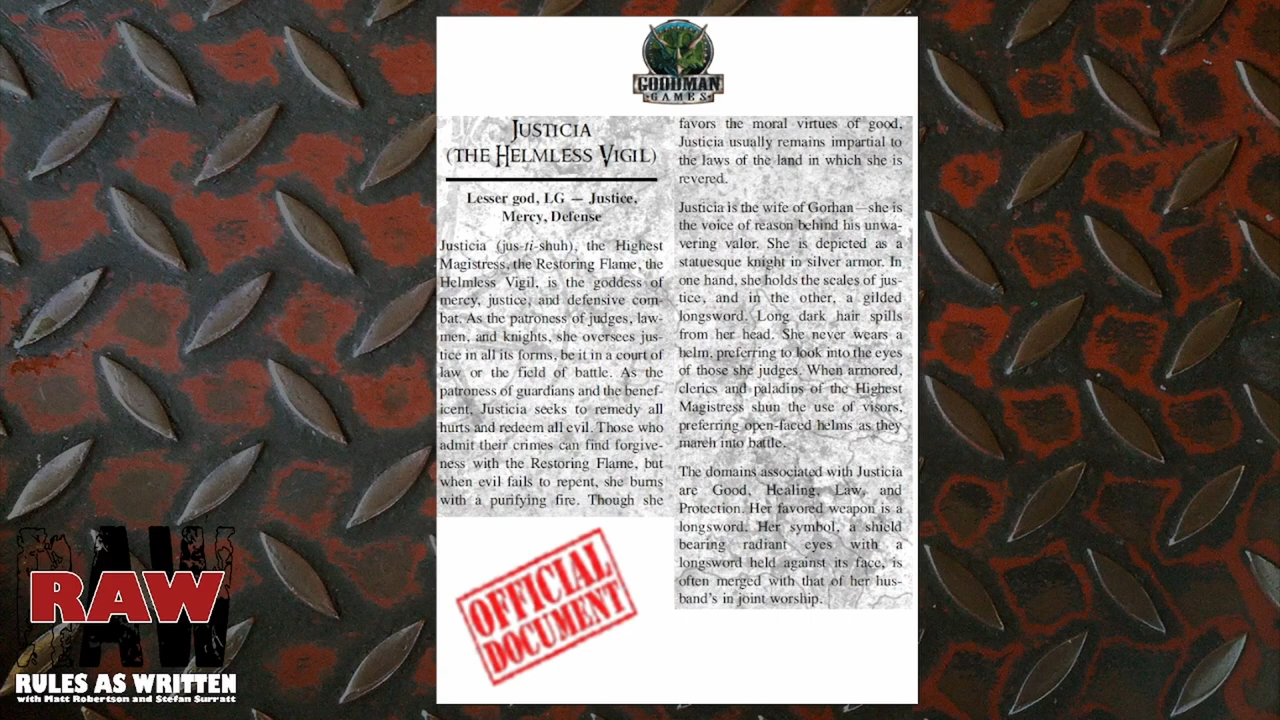 GOODMAN
GAMES
JUSTICIA
(THE HELMLESS VIGIL)
Lesser god, LG — Justice,
Mercy, Defense
Justicia (jus-ti-shuh), the Highest
Magistress, the Restoring Flame, the
Helmless Vigil, is the goddess of
mercy, justice, and defensive com-
bat. As the patroness of judges, law-
men, and knights, she oversees jus-
tice in all its forms, be it in a court of
law or the field of battle. As the
patroness of guardians and the benef-
icent, Justicia seeks to remedy all
hurts and redeem all evil. Those who
admit their crimes can find forgive-
ness with the Restoring Flame, but
when evil fails to repent, she burns
with a purifying fire. Though she
favors the moral virtues of good,
Justicia usually remains impartial to
the laws of the land in which she is
revered.
Justicia is the wife of Gorhan—she is
the voice of reason behind his unwa-
vering valor. She is depicted as a
statuesque knight in silver armor. In
one hand, she holds the scales of jus-
tice, and in the other, a gilded
longsword. Long dark hair spills
from her head. She never wears a
helm, preferring to look into the eyes
of those she judges. When armored,
clerics and paladins of the Highest
Magistress shun the use of visors,
preferring open-faced helms as they
march into battle.
The domains associated with Justicia
are Good, Healing, Law, and
Protection. Her favored weapon is a
longsword. Her symbol, a shield
bearing radiant eyes with a
longsword held against its face, is
often merged with that of her hus-
band's in joint worship.
OFFICIAL
DOCUMENT
RAW
RAW
RULES AS WRITTEN
with Matt Robertson and Stefan Surratt